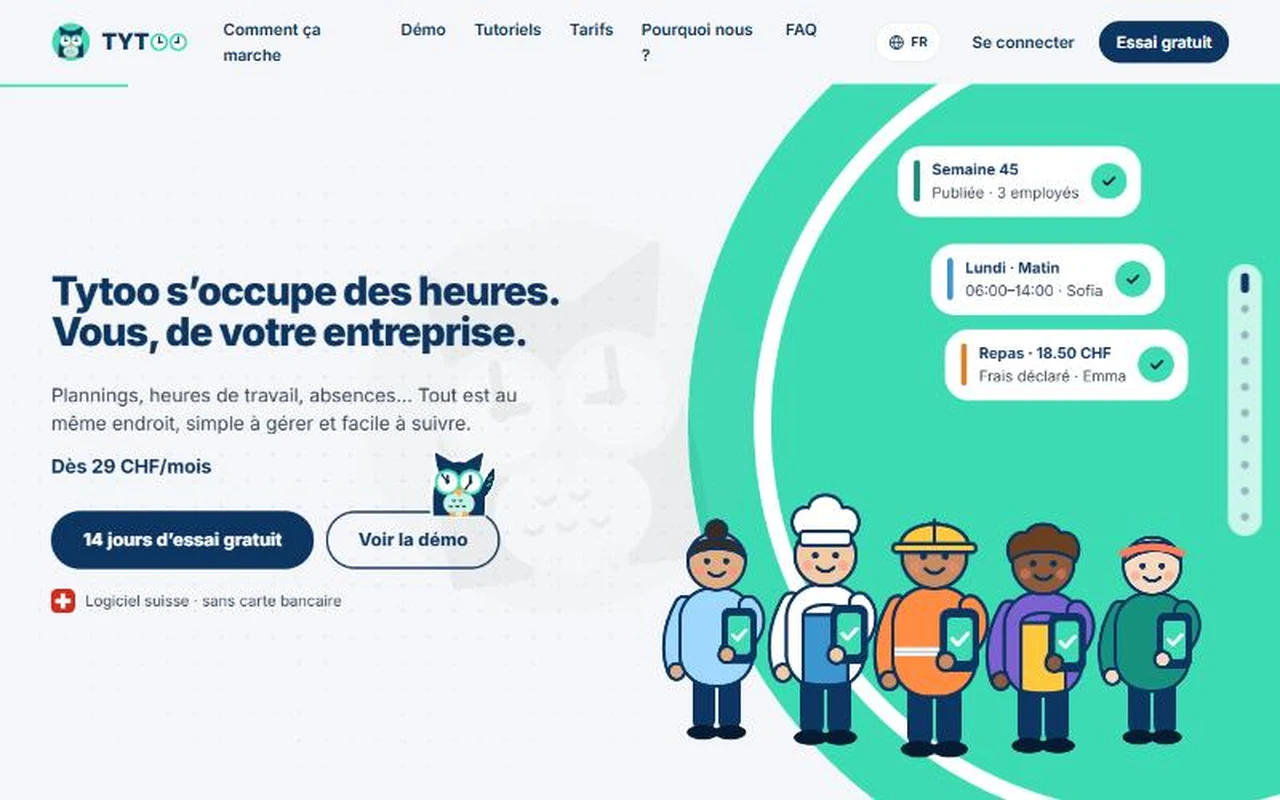 TYTOO
Comment ça
marche
Démo
Tutoriels
Tarifs
Pourquoi nous
?
FAQ
FR
Se connecter
Essai gratuit
Semaine 45
Publiée · 3 employés
Lundi · Matin
06:00–14:00 · Sofia
Repas · 18.50 CHF
Frais déclaré · Emma
Tytoo s’occupe des heures.
Vous, de votre entreprise.
Plannings, heures de travail, absences... Tout est au
même endroit, simple à gérer et facile à suivre.
Dès 29 CHF/mois
14 jours d’essai gratuit
Voir la démo
Logiciel suisse · sans carte bancaire